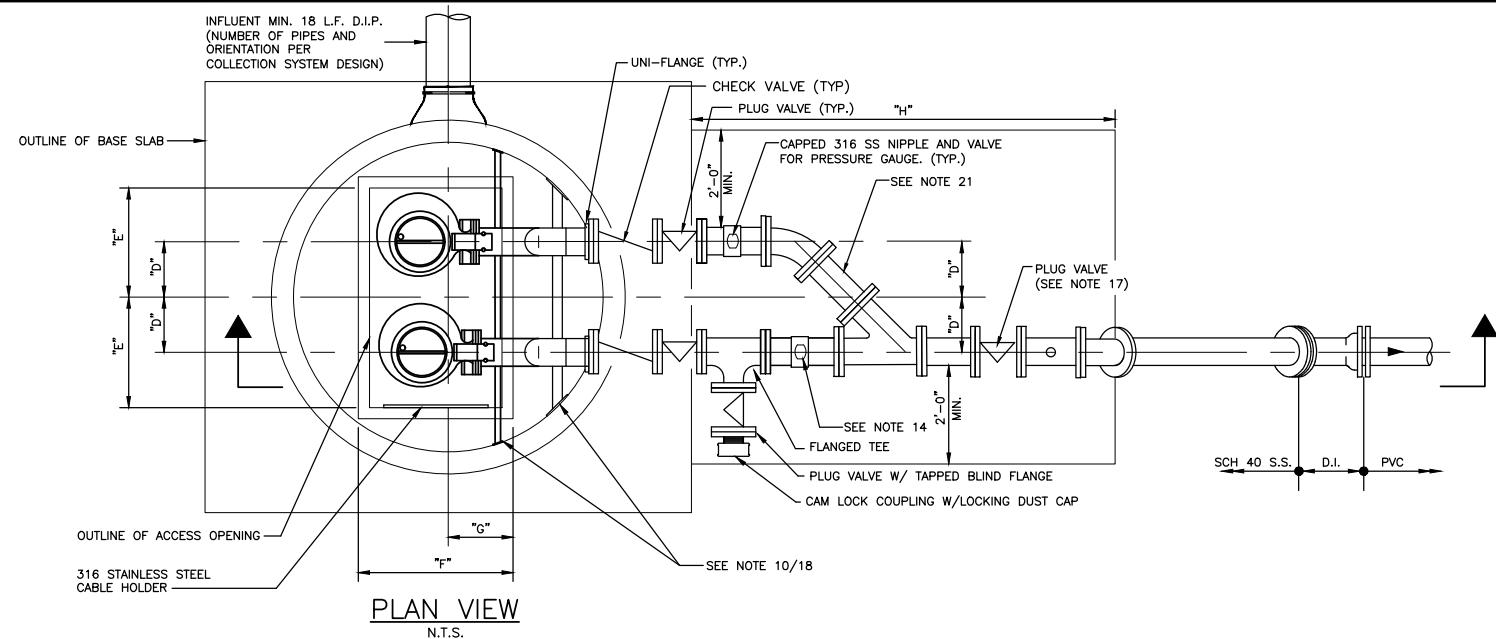 INFLUENT MIN. 18 L.F. D.I.P.
(NUMBER OF PIPES AND
ORIENTATION PER
COLLECTION SYSTEM DESIGN)
UNI-FLANGE (TYP.)
CHECK VALVE (TYP)
PLUG VALVE (TYP.)
"H"
OUTLINE OF BASE SLAB
CAPPED 316 SS NIPPLE AND VALVE
FOR PRESSURE GAUGE. (TYP.)
2'-0"
MIN.
SEE NOTE 21
"E"
"D"
"D"
PLUG VALVE
(SEE NOTE 17)
"E"
"D"
"D"
2'-0"
MIN.
SEE NOTE 14
FLANGED TEE
PLUG VALVE W/ TAPPED BLIND FLANGE
CAM LOCK COUPLING W/LOCKING DUST CAP
SCH 40 S.S.
D.I.
PVC
OUTLINE OF ACCESS OPENING
"G"
316 STAINLESS STEEL
CABLE HOLDER
"F"
SEE NOTE 10/18
PLAN VIEW
N.T.S.